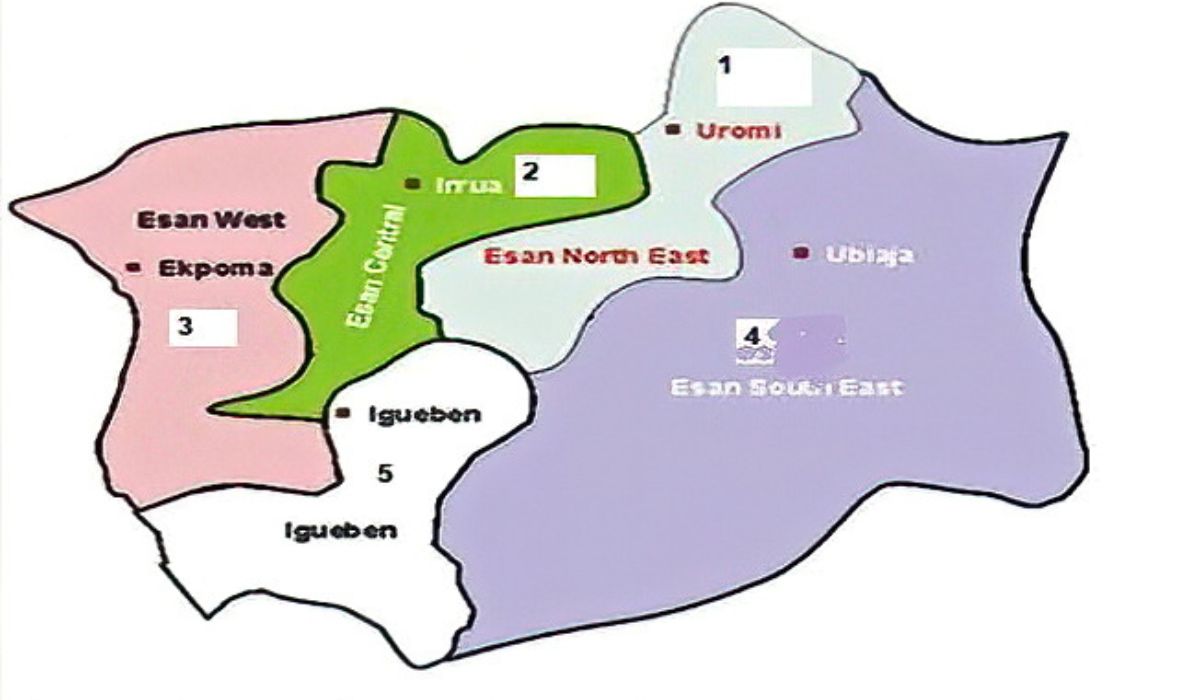 1
Uromi
2
Irrua
Esan West
Esan Contral
Esan North East
Ubiaja
Ekpoma
3
4
Esan South East
Igueben
5
Igueben